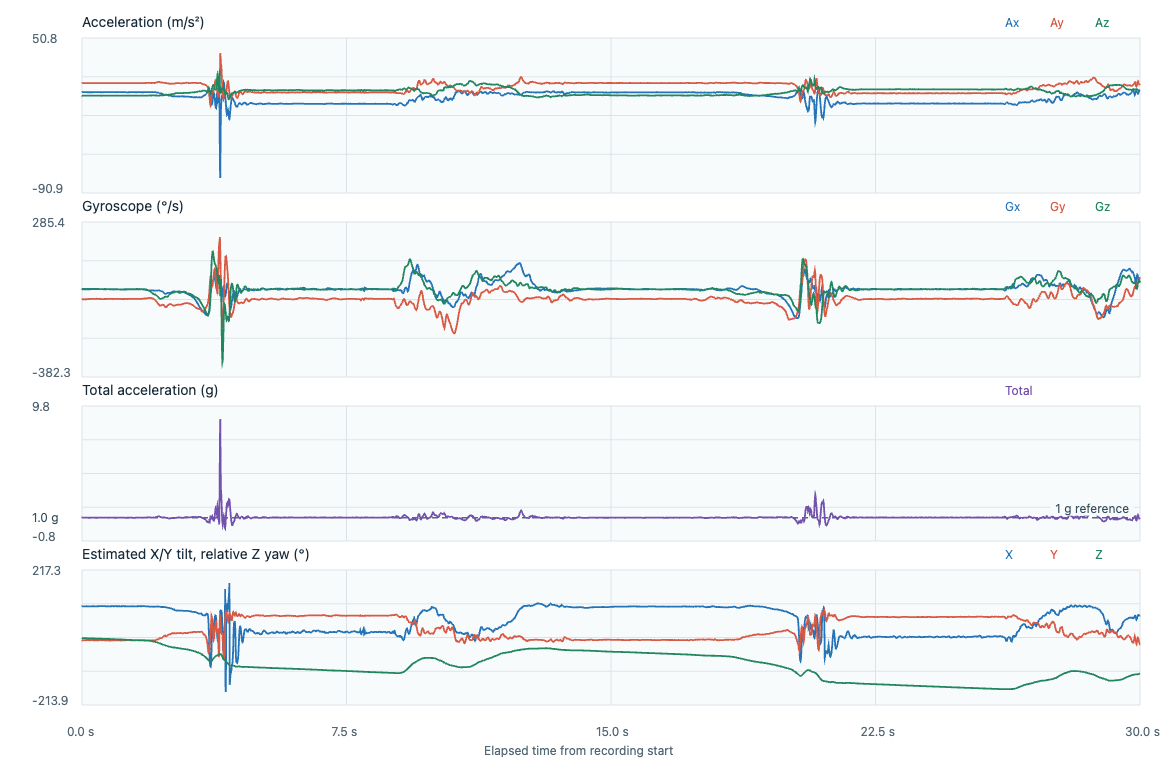 Acceleration (m/s²) Ax Ay Az
50.8
-90.9
Gyroscope (°/s) Gx Gy Gz
285.4
-382.3
Total acceleration (g) Total
9.8
1 g reference
1.0 g
-0.8
Estimated X/Y tilt, relative Z yaw (°) X Y Z
217.3
-213.9
0.0 s 7.5 s 15.0 s 22.5 s 30.0 s
Elapsed time from recording start